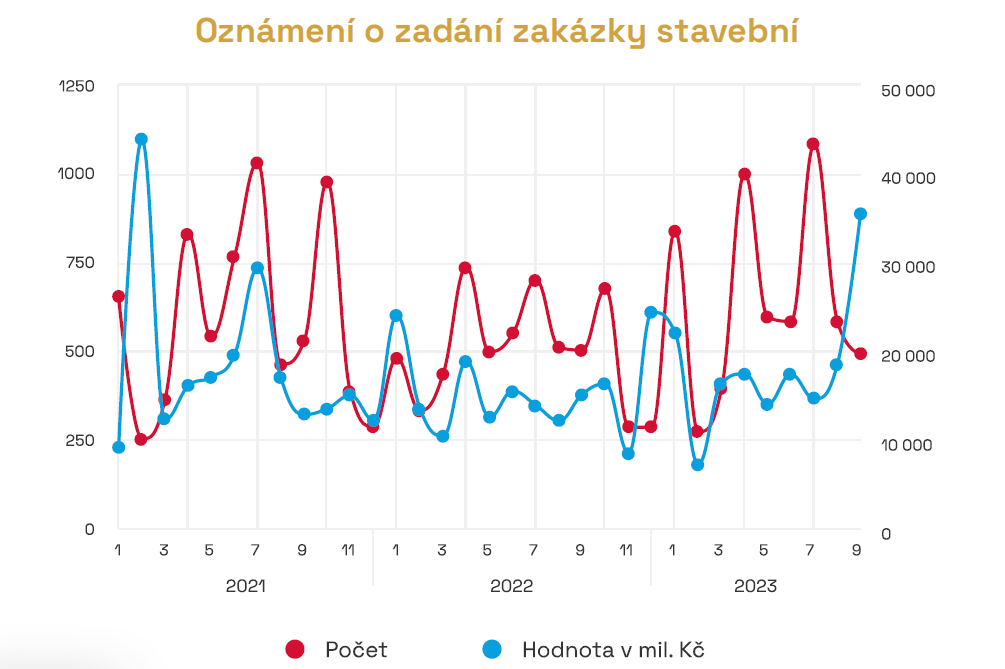 Oznámení o zadání zakázky stavební
1250 50 000
1000 40 000
750 30 000
500 20 000
250 10 000
0 0
1 3 5 7 9 11 1 3 5 7 9 11 1 3 5 7 9
2021 2022 2023
Počet Hodnota v mil. Kč